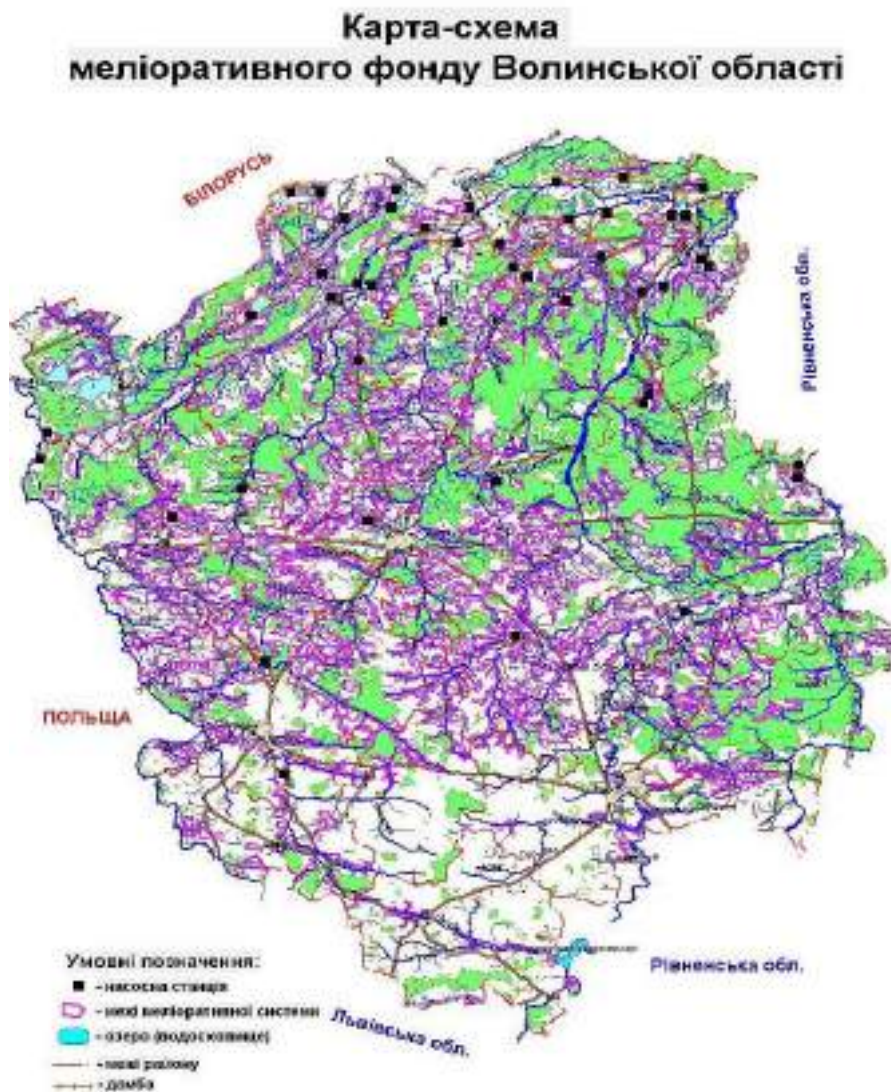 Карта-схема
меліоративного фонду Волинської області
БІЛОРУСЬ
Рівненська обл.
ПОЛЬЩА
Умовні позначення:
- насосна станція
- межі меліоративної системи
- озеро (водосховище)
- межі району
- дамба
Рівненська обл.
Львівська обл.